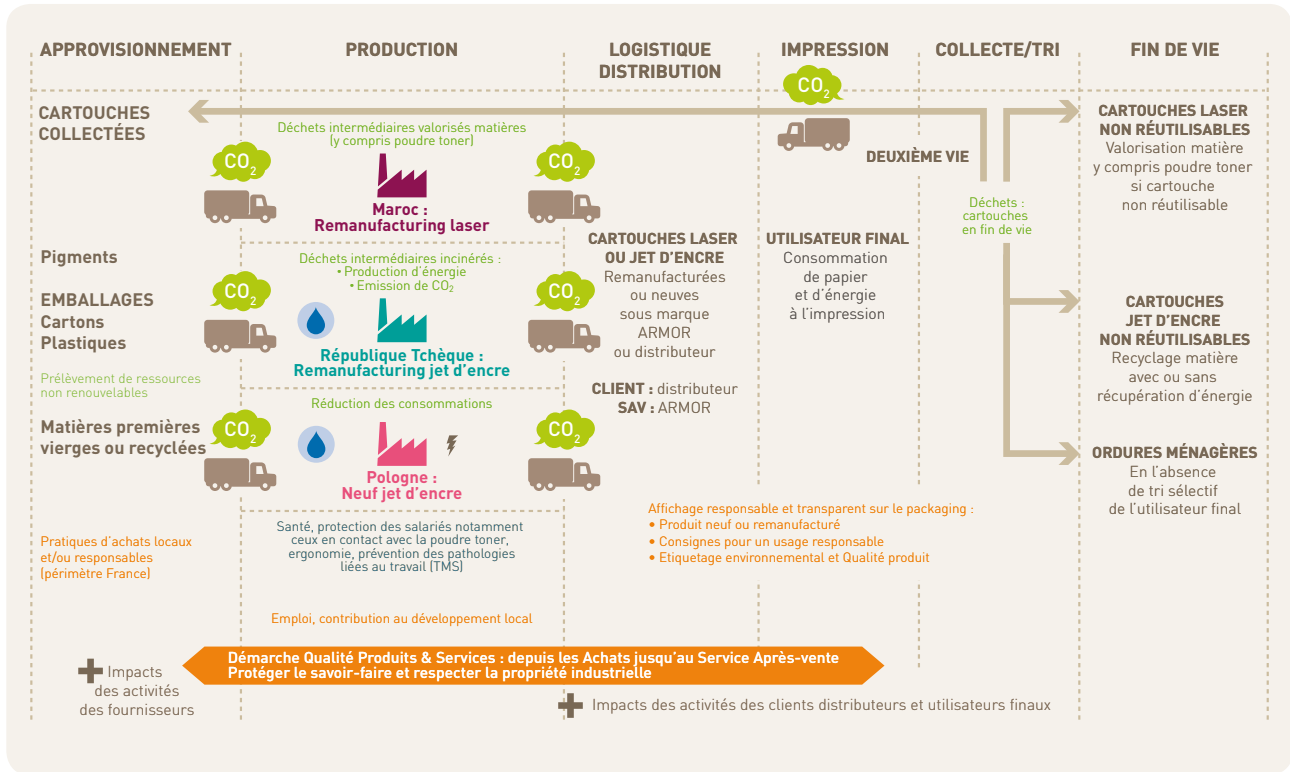 APPROVISIONNEMENT
PRODUCTION
LOGISTIQUE
DISTRIBUTION
IMPRESSION
COLLECTE/TRI
FIN DE VIE
CARTOUCHES
COLLECTÉES
CO2
Pigments
EMBALLAGES
Cartons
Plastiques
CO2
Prélèvement de ressources
non renouvelables
Matières premières
vierges ou recyclées
CO2
Pratiques d'achats locaux
et/ou responsables
(périmètre France)
Impacts
des activités
des fournisseurs
Déchets intermédiaires valorisés matières
(y compris poudre toner)
Maroc :
Remanufacturing laser
Déchets intermédiaires incinérés :
• Production d'énergie
• Emission de CO2
République Tchèque :
Remanufacturing jet d'encre
Réduction des consommations
Pologne :
Neuf jet d'encre
Santé, protection des salariés notamment
ceux en contact avec la poudre toner,
ergonomie, prévention des pathologies
liées au travail (TMS)
Emploi, contribution au développement local
Démarche Qualité Produits & Services : depuis les Achats jusqu'au Service Après-vente
Protéger le savoir-faire et respecter la propriété industrielle
CO2
CO2
CO2
CARTOUCHES LASER
OU JET D'ENCRE
Remanufacturées
ou neuves
sous marque
ARMOR
ou distributeur
CLIENT : distributeur
SAV : ARMOR
CO2
DEUXIÈME VIE
UTILISATEUR FINAL
Consommation
de papier
et d'énergie
à l'impression
Affichage responsable et transparent sur le packaging :
• Produit neuf ou remanufacturé
• Consignes pour un usage responsable
• Etiquetage environnemental et Qualité produit
Impacts des activités des clients distributeurs et utilisateurs finaux
Déchets :
cartouches
en fin de vie
CARTOUCHES LASER
NON RÉUTILISABLES
Valorisation matière
y compris poudre toner
si cartouche
non réutilisable
CARTOUCHES
JET D'ENCRE
NON RÉUTILISABLES
Recyclage matière
avec ou sans
récupération d'énergie
ORDURES MÉNAGÈRES
En l'absence
de tri sélectif
de l'utilisateur final